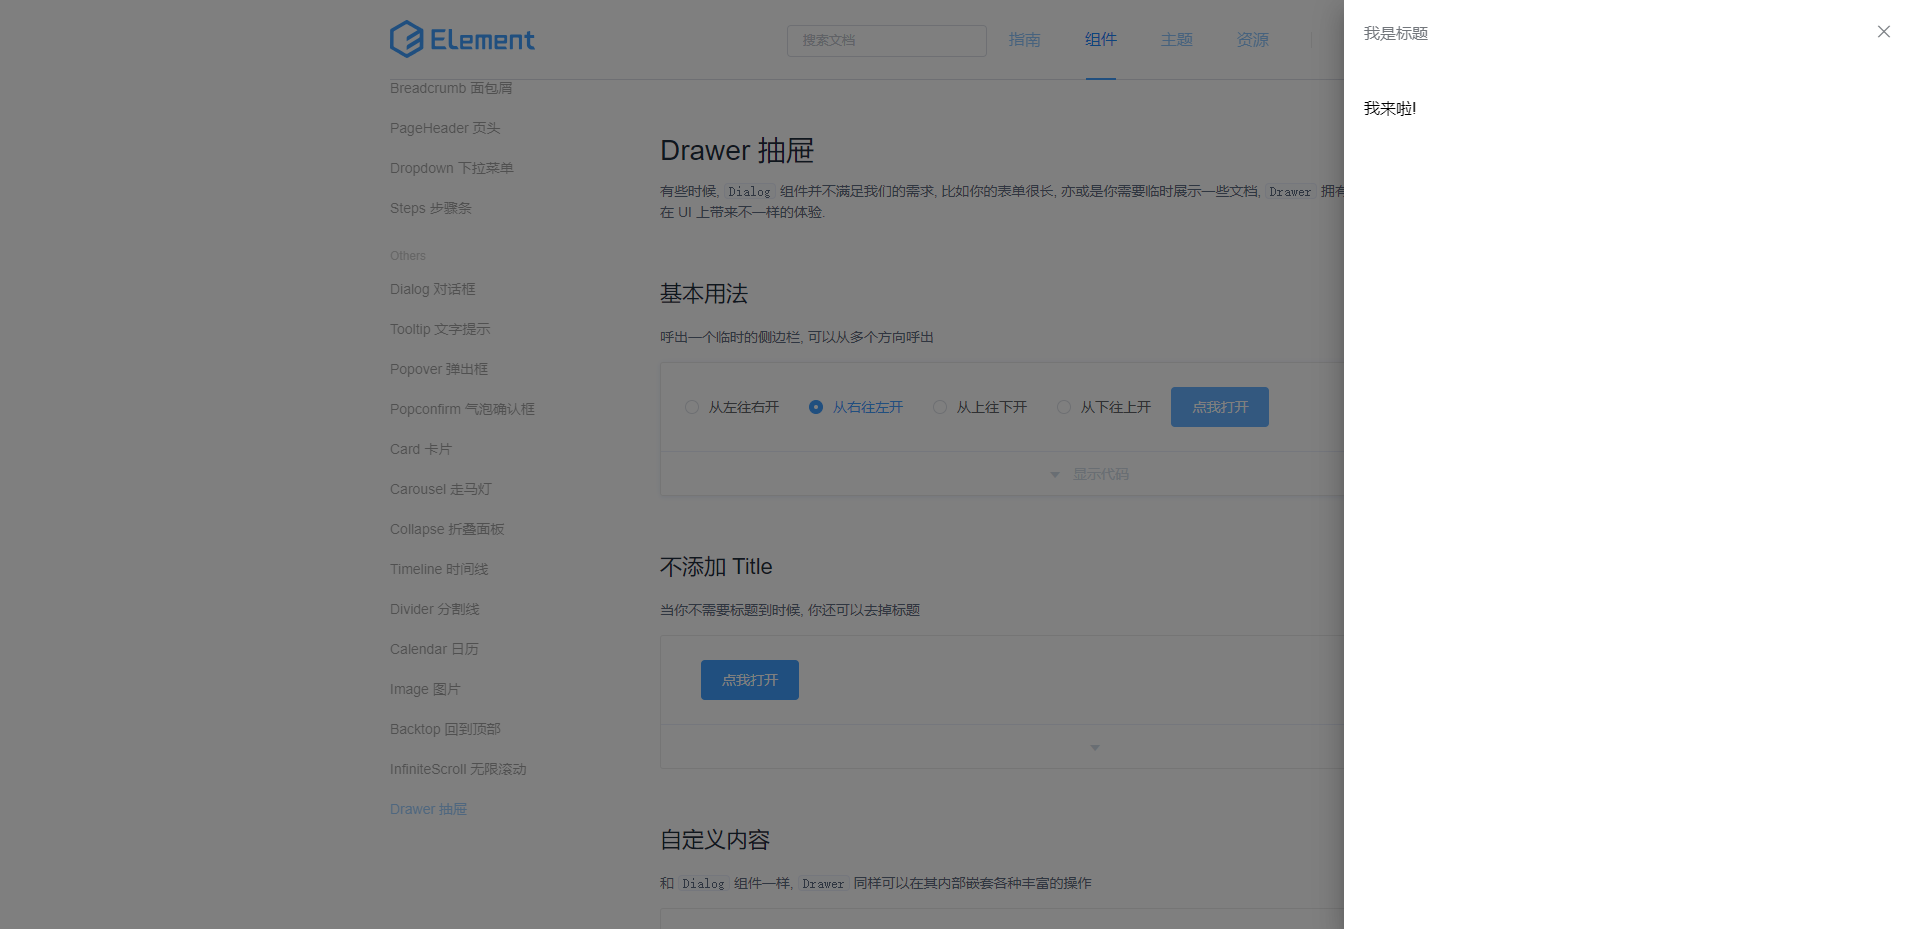 Element
搜索文档
指南
组件
主题
资源
Breadcrumb 面包屑
PageHeader 页头
Dropdown 下拉菜单
Steps 步骤条
Others
Dialog 对话框
Tooltip 文字提示
Popover 弹出框
Popconfirm 气泡确认框
Card 卡片
Carousel 走马灯
Collapse 折叠面板
Timeline 时间线
Divider 分割线
Calendar 日历
Image 图片
Backtop 回到顶部
InfiniteScroll 无限滚动
Drawer 抽屉
Drawer 抽屉
有些时候, Dialog 组件并不满足我们的需求, 比如你的表单很长, 亦或是你需要临时展示一些文档, Drawer 拥有
在 UI 上带来不一样的体验.
基本用法
呼出一个临时的侧边栏, 可以从多个方向呼出
从左往右开
从右往左开
从上往下开
从下往上开
点我打开
显示代码
不添加 Title
当你不需要标题到时候, 你还可以去掉标题
点我打开
自定义内容
和 Dialog 组件一样, Drawer 同样可以在其内部嵌套各种丰富的操作
我是标题
我来啦!